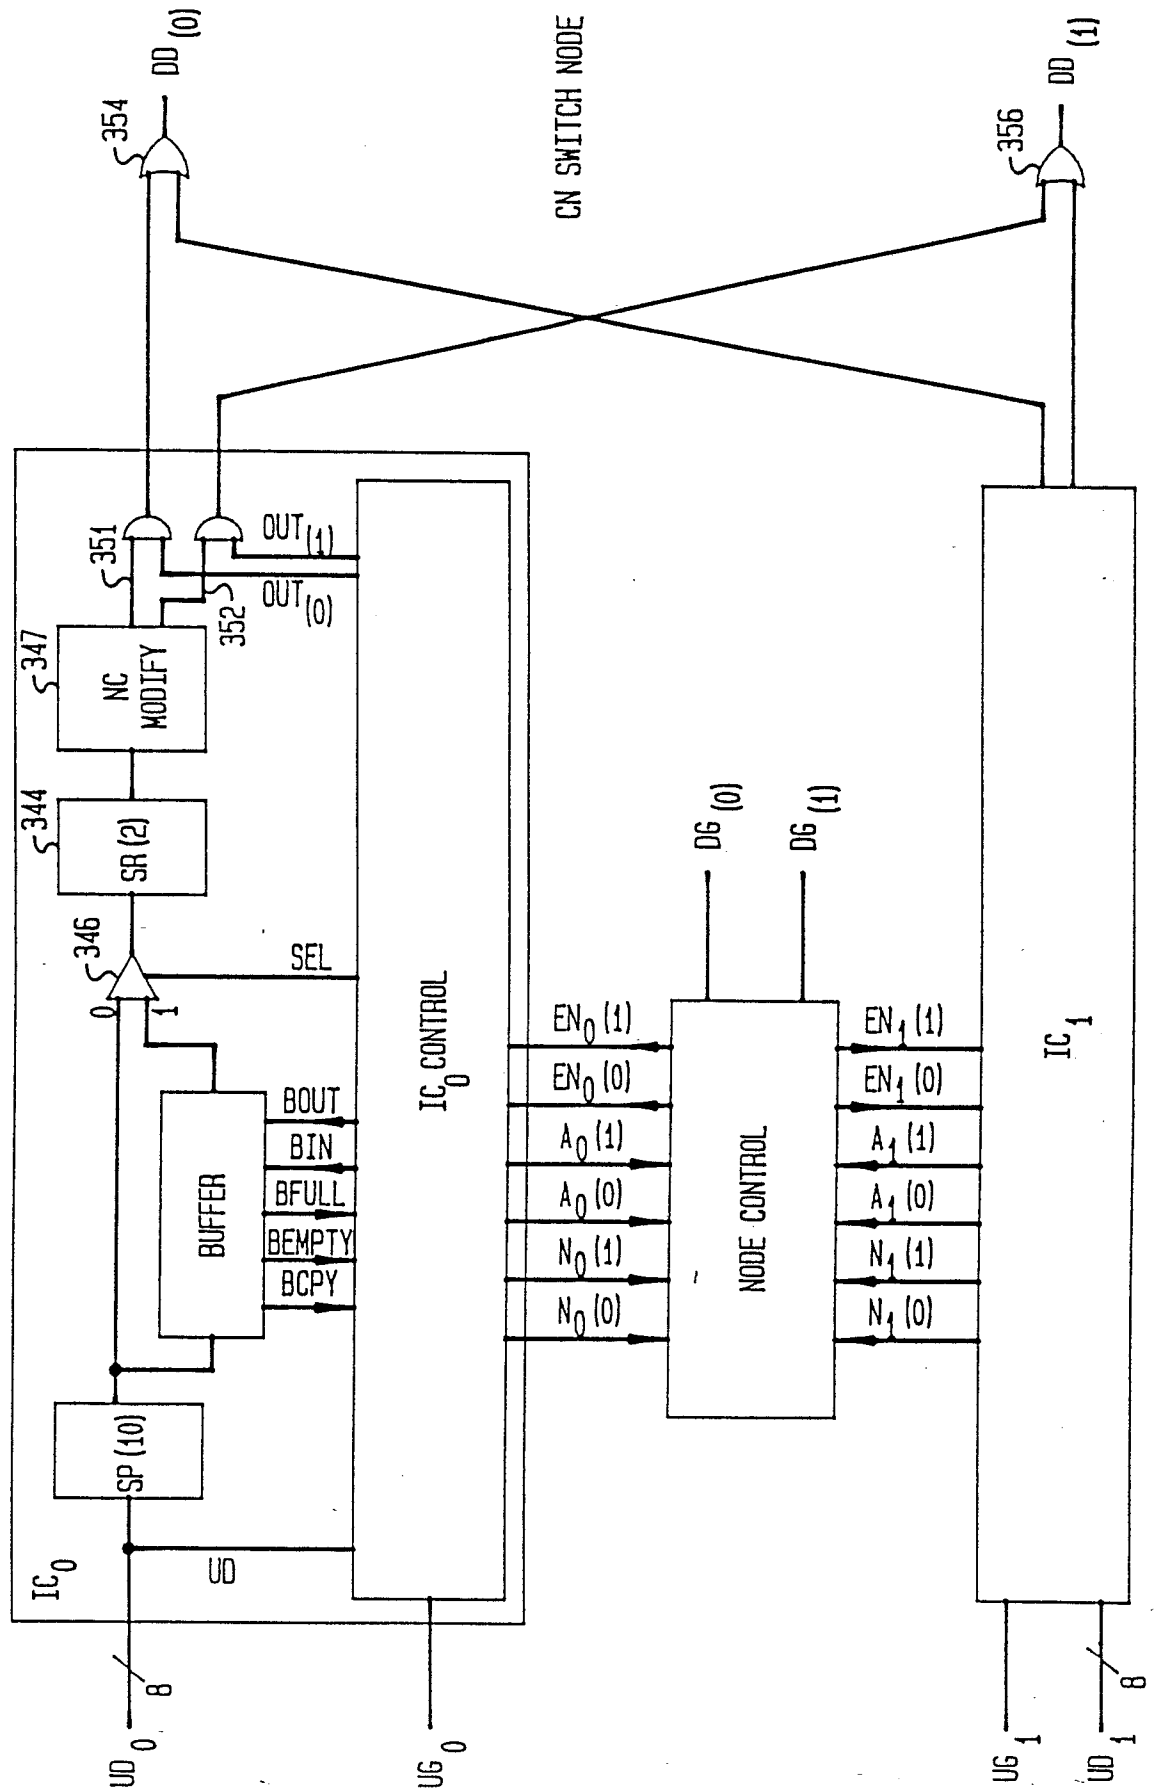 UD0
8
IC0
UD
SP(10)
BUFFER
BCPY
BEMPTY
BFULL
BIN
BOUT
0
1
346
SEL
SR(2)
344
NC
MODIFY
347
351
352
OUT(0)
OUT(1)
354
DD(0)
UG0
IC0 CONTROL
N0(0)
N0(1)
A0(0)
A0(1)
EN0(0)
EN0(1)
NODE CONTROL
DG(0)
DG(1)
CN SWITCH NODE
N1(0)
N1(1)
A1(0)
A1(1)
EN1(0)
EN1(1)
UG1
UD1
8
IC1
356
DD(1)